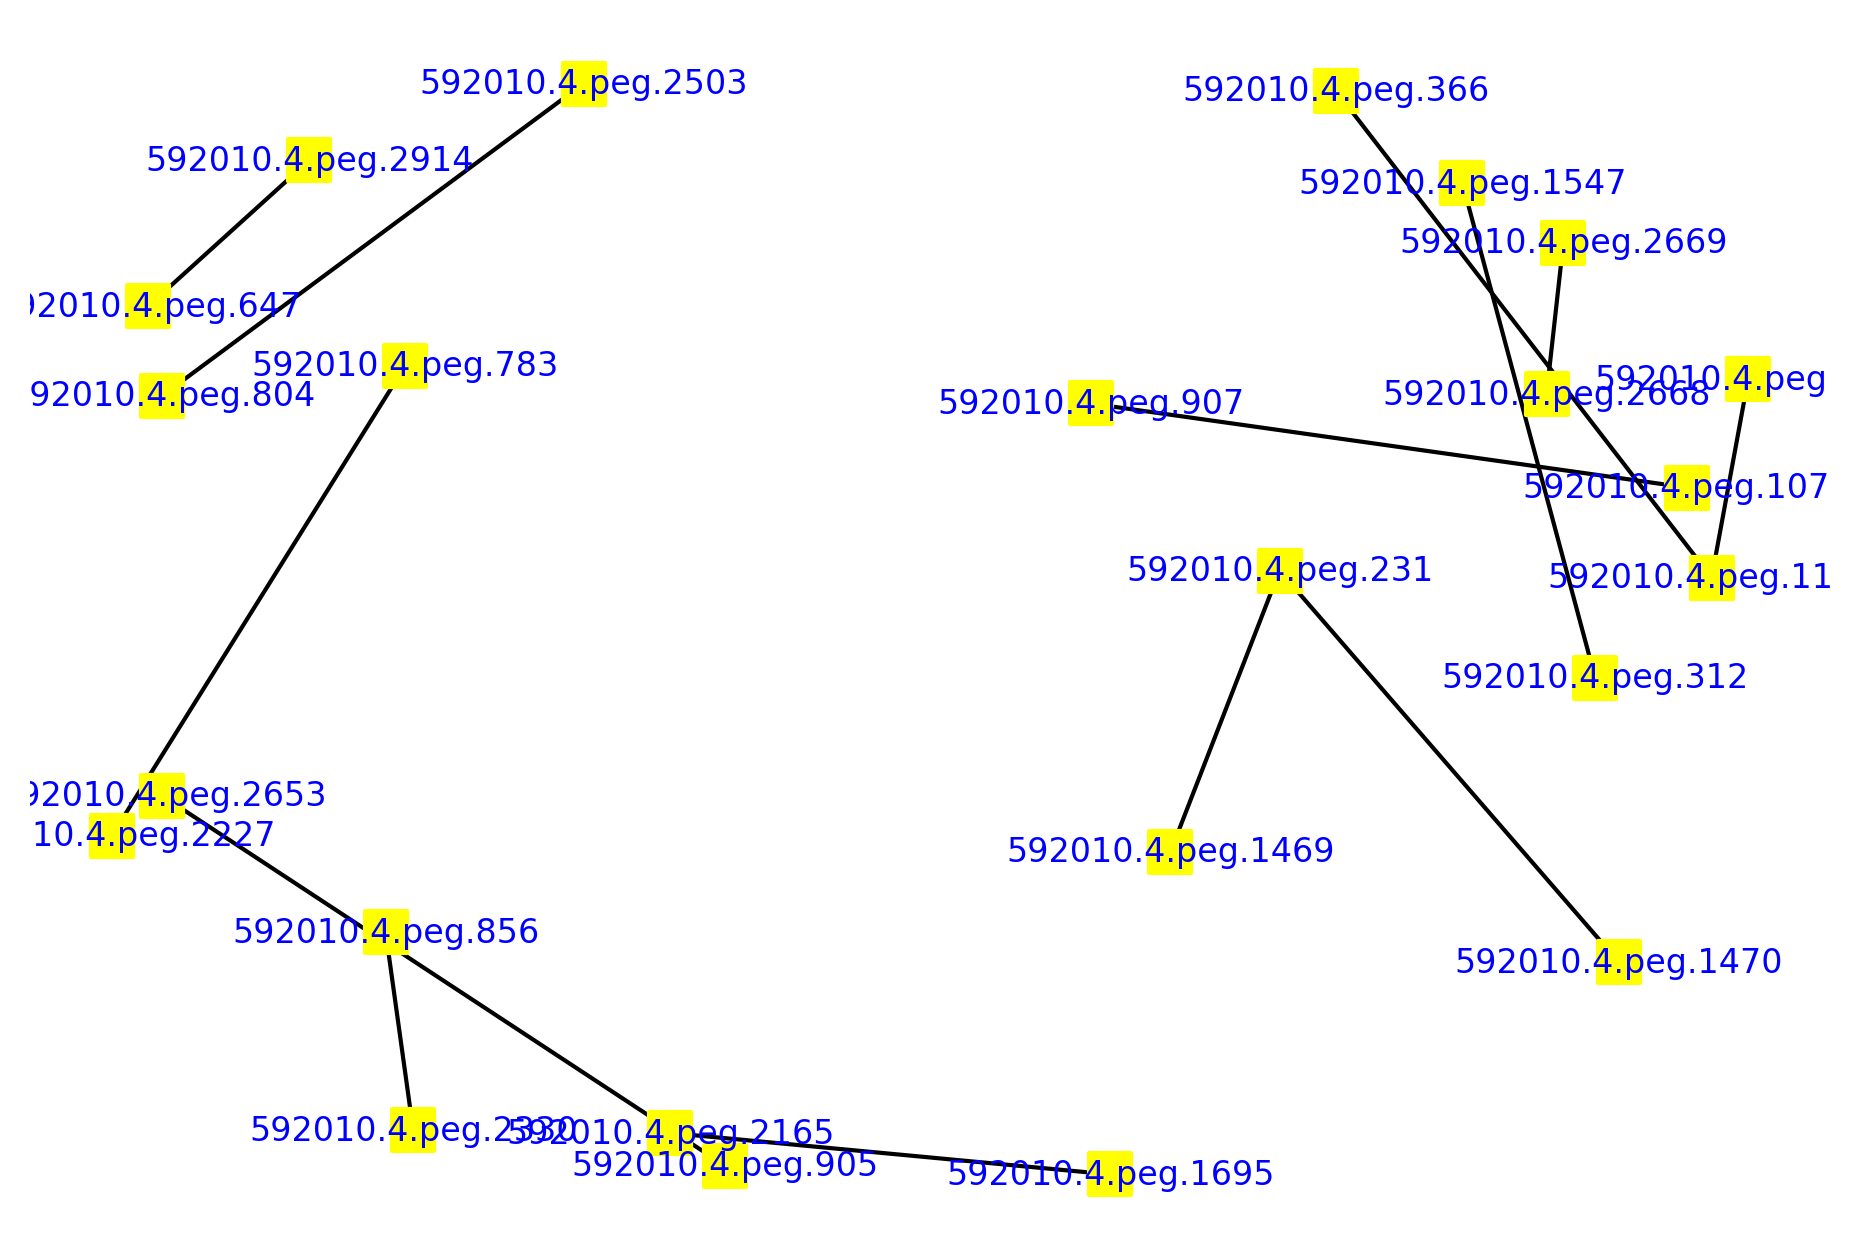 592010.4.peg.2503
592010.4.peg.366
592010.4.peg.2914
592010.4.peg.1547
592010.4.peg.2669
92010.4.peg.647
592010.4.peg.783
592010.4.peg
92010.4.peg.804
592010.4.peg.2668
592010.4.peg.907
592010.4.peg.107
592010.4.peg.231
592010.4.peg.11
592010.4.peg.312
92010.4.peg.2653
10.4.peg.2227
592010.4.peg.1469
592010.4.peg.856
592010.4.peg.1470
592010.4.peg.2330
592010.4.peg.2165
592010.4.peg.905
592010.4.peg.1695